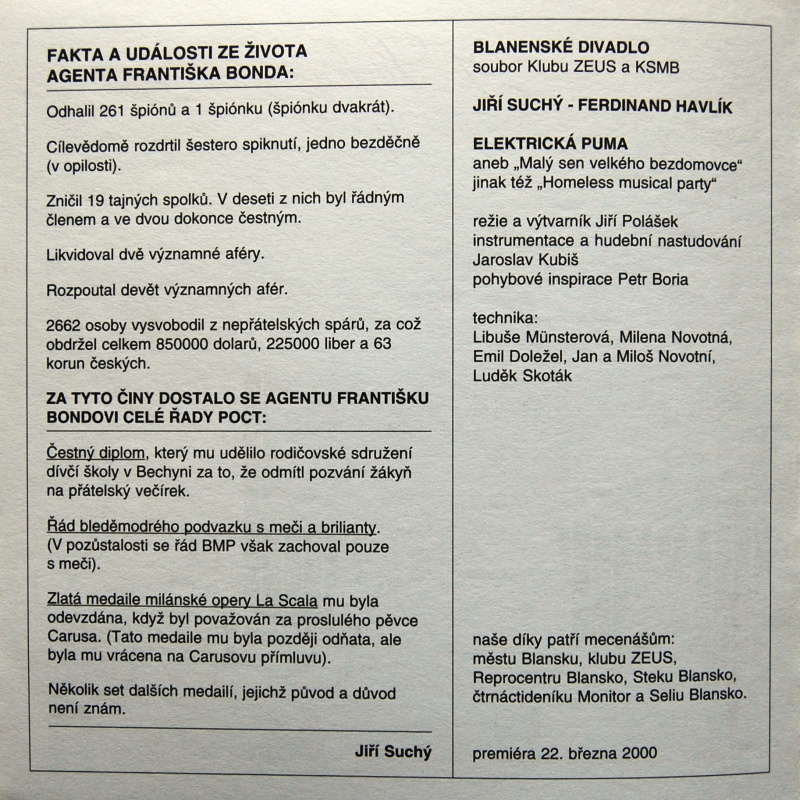 FAKTA A UDÁLOSTI ZE ŽIVOTA
AGENTA FRANTIŠKA BONDA:
Odhalil 261 špiónů a 1 špiónku (špiónku dvakrát).
Cílevědomě rozdrtil šestero spiknutí, jedno bezděčně
(v opilosti).
Zničil 19 tajných spolků. V deseti z nich byl řádným
členem a ve dvou dokonce čestným.
Likvidoval dvě významné aféry.
Rozpoutal devět významných afér.
2662 osoby vysvobodil z nepřátelských spárů, za což
obdržel celkem 850000 dolarů, 225000 liber a 63
korun českých.
ZA TYTO ČINY DOSTALO SE AGENTU FRANTIŠKU
BONDOVI CELÉ ŘADY POCT:
Čestný diplom, který mu udělilo rodičovské sdružení
dívčí školy v Bechyni za to, že odmítl pozvání žákyň
na přátelský večírek.
Řád bleděmodrého podvazku s meči a brilianty.
(V pozůstalosti se řád BMP však zachoval pouze
s meči).
Zlatá medaile milánské opery La Scala mu byla
odevzdána, když byl považován za proslulého pěvce
Carusa. (Tato medaile mu byla později odňata, ale
byla mu vrácena na Carusovu přímluvu).
Několik set dalších medailí, jejichž původ a důvod
není znám.
Jiří Suchý
BLANENSKÉ DIVADLO
soubor Klubu ZEUS a KSMB
JIŘÍ SUCHÝ - FERDINAND HAVLÍK
ELEKTRICKÁ PUMA
aneb „Malý sen velkého bezdomovce“
jinak též „Homeless musical party“
režie a výtvarník Jiří Polášek
instrumentace a hudební nastudování
Jaroslav Kubiš
pohybové inspirace Petr Boria
technika:
Libuše Münsterová, Milena Novotná,
Emil Doležel, Jan a Miloš Novotní,
Luděk Skoták
naše díky patří mecenášům:
městu Blansku, klubu ZEUS,
Reprocentru Blansko, Steku Blansko,
čtrnáctideníku Monitor a Seliu Blansko.
premiéra 22. března 2000